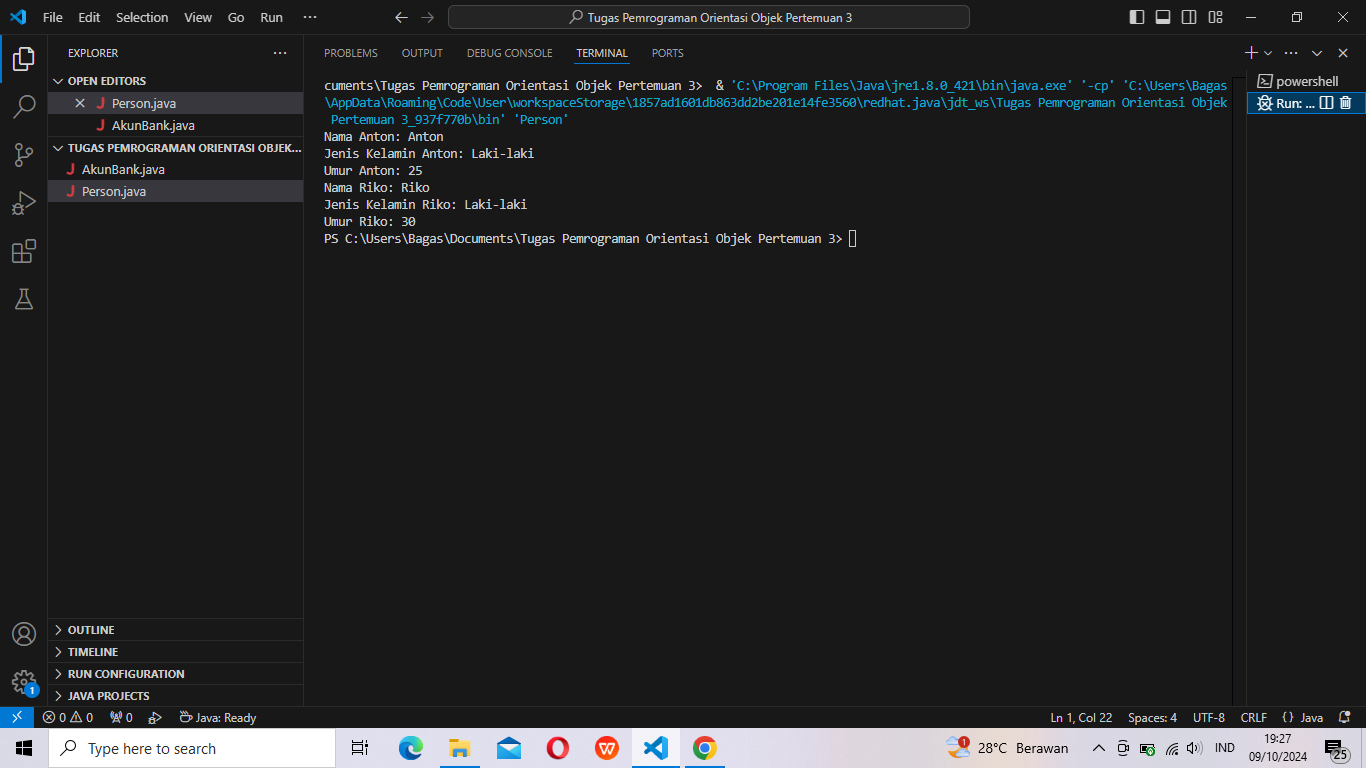 File Edit Selection View Go Run ···
Tugas Pemrograman Orientasi Objek Pertemuan 3
EXPLORER ···
OPEN EDITORS
J Person.java
J AkunBank.java
TUGAS PEMROGRAMAN ORIENTASI OBJEK...
J AkunBank.java
J Person.java
OUTLINE
TIMELINE
RUN CONFIGURATION
JAVA PROJECTS
PROBLEMS OUTPUT DEBUG CONSOLE TERMINAL PORTS
cuments\Tugas Pemrograman Orientasi Objek Pertemuan 3> & 'C:\Program Files\Java\jre1.8.0_421\bin\java.exe' '-cp' 'C:\Users\Bagas
\AppData\Roaming\Code\User\workspaceStorage\1857ad1601db863dd2be201e14fe3560\redhat.java\jdt_ws\Tugas Pemrograman Orientasi Objek
Pertemuan 3_937f770b\bin' 'Person'
Nama Anton: Anton
Jenis Kelamin Anton: Laki-laki
Umur Anton: 25
Nama Riko: Riko
Jenis Kelamin Riko: Laki-laki
Umur Riko: 30
PS C:\Users\Bagas\Documents\Tugas Pemrograman Orientasi Objek Pertemuan 3>
powershell
Run: ...
1
0 0 0 Java: Ready
Ln 1, Col 22 Spaces: 4 UTF-8 CRLF { } Java
Type here to search
1 28°C Berawan IND
19:27
09/10/2024
25